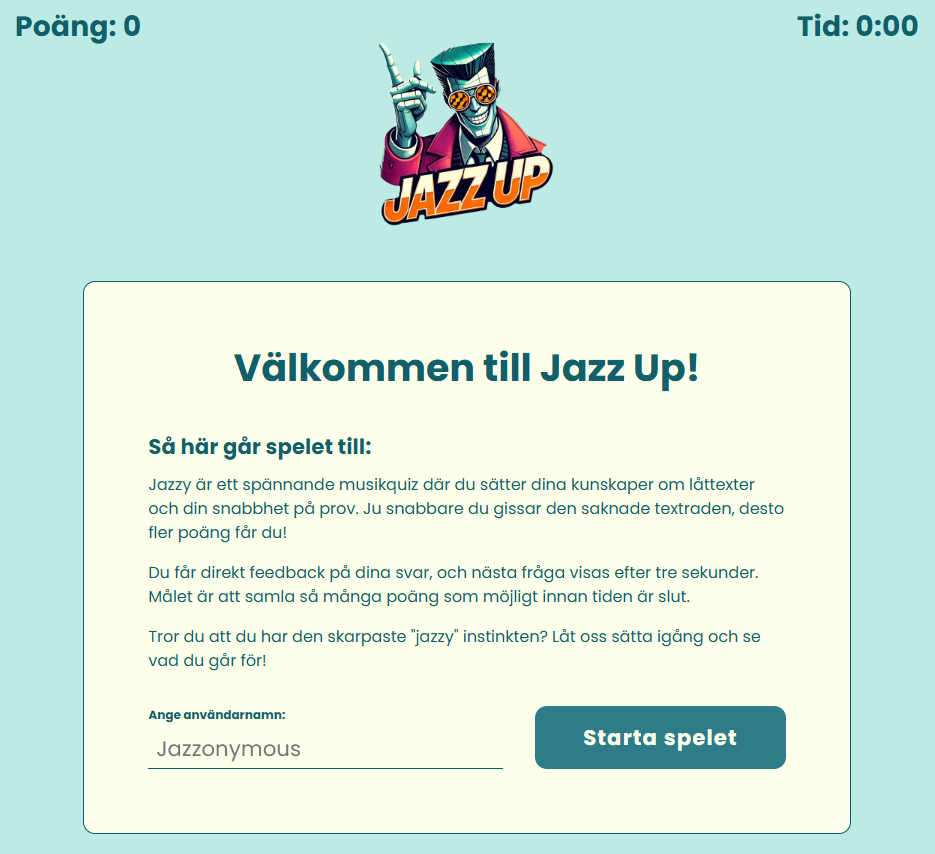 Poäng: 0
Tid: 0:00
JAZZ UP
Välkommen till Jazz Up!
Så här går spelet till:
Jazzy är ett spännande musikquiz där du sätter dina kunskaper om låttexter
och din snabbhet på prov. Ju snabbare du gissar den saknade textraden, desto
fler poäng får du!
Du får direkt feedback på dina svar, och nästa fråga visas efter tre sekunder.
Målet är att samla så många poäng som möjligt innan tiden är slut.
Tror du att du har den skarpaste "jazzy" instinkten? Låt oss sätta igång och se
vad du går för!
Ange användarnamn:
Jazzonymous
Starta spelet